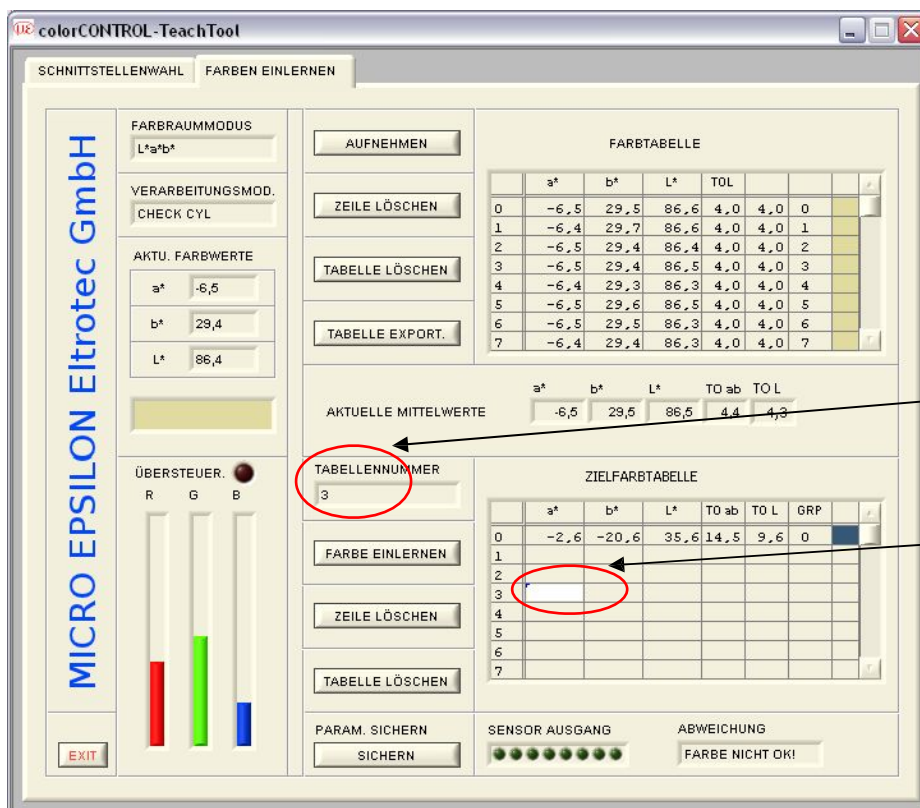 colorCONTROL-TeachTool
SCHNITTSTELLENWAHL FARBEN EINLERNEN
MICRO EPSILON Eltrotec GmbH
FARBRAUMMODUS
L*a*b*
VERARBEITUNGSMOD.
CHECK CYL
AKTU. FARBWERTE
a* -6,5
b* 29,4
L* 86,4
ÜBERSTEUER.
R G B
EXIT
AUFNEHMEN
ZEILE LÖSCHEN
TABELLE LÖSCHEN
TABELLE EXPORT.
FARBTABELLE
a* b* L* TOL
0 -6,5 29,5 86,6 4,0 4,0 0
1 -6,4 29,7 86,6 4,0 4,0 1
2 -6,5 29,4 86,4 4,0 4,0 2
3 -6,5 29,4 86,5 4,0 4,0 3
4 -6,4 29,3 86,3 4,0 4,0 4
5 -6,5 29,6 86,5 4,0 4,0 5
6 -6,5 29,5 86,3 4,0 4,0 6
7 -6,4 29,4 86,3 4,0 4,0 7
a* b* L* TO ab TO L
AKTUELLE MITTELWERTE -6,5 29,5 86,5 4,4 4,3
TABELLENNUMMER
3
FARBE EINLERNEN
ZEILE LÖSCHEN
TABELLE LÖSCHEN
ZIELFARBTABELLE
a* b* L* TO ab TO L GRP
0 -2,6 -20,6 35,6 14,5 9,6 0
1
2
3
4
5
6
7
PARAM. SICHERN
SICHERN
SENSOR AUSGANG
ABWEICHUNG
FARBE NICHT OK!